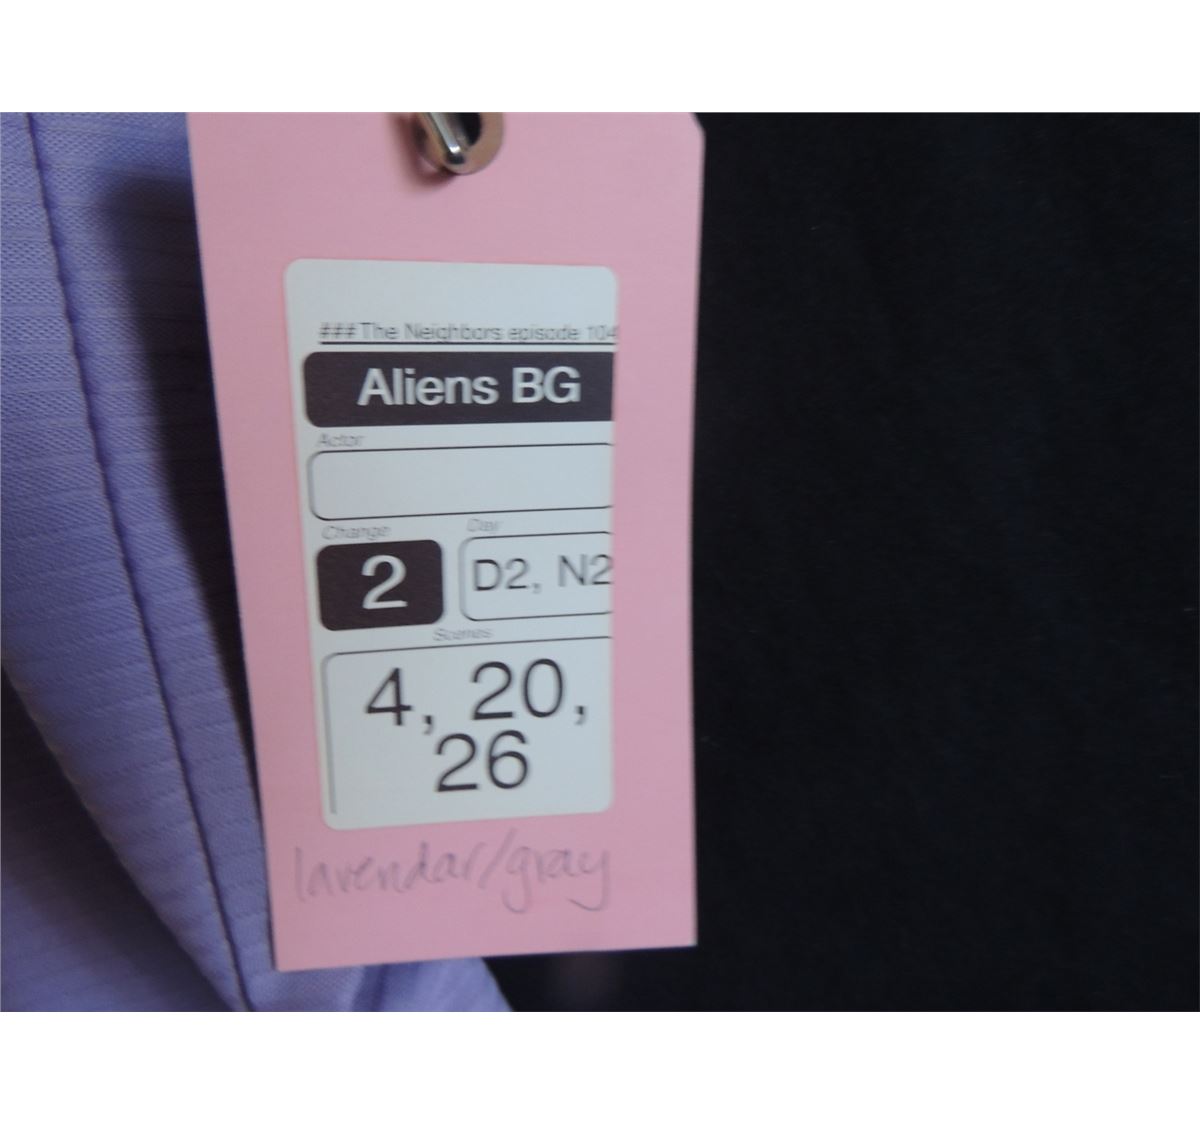 ###The Neighbors episode 104
Aliens BG
Actor
Change
Day
2
D2, N2
Scenes
4, 20,
26
lavendar/gray